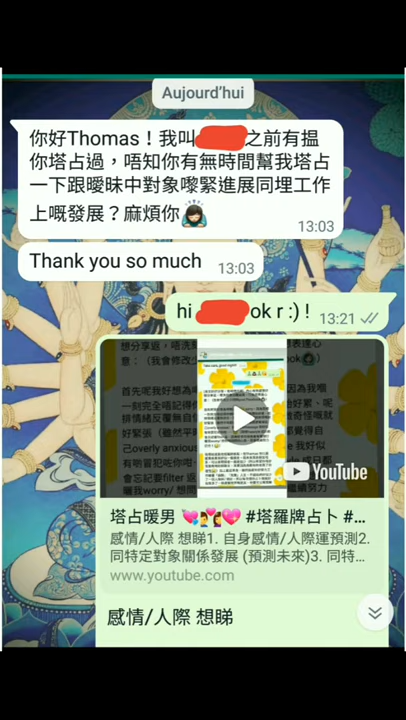 Aujourd'hui
你好Thomas！我叫 之前有搵
你塔占過，唔知你有無時間幫我塔占
一下跟曖昧中對象嚟緊進展同埋工作
上嘅發展？麻煩你🙇🏻‍♀️
13:03
Thank you so much
13:03
hi ok r :) !
13:21
YouTube
塔占暖男 💘💏💝 #塔羅牌占卜 #...
感情/人際 想睇1. 自身感情/人際運預測2.
同特定對象關係發展 (預測未來)3. 同特...
www.youtube.com
感情/人際 想睇